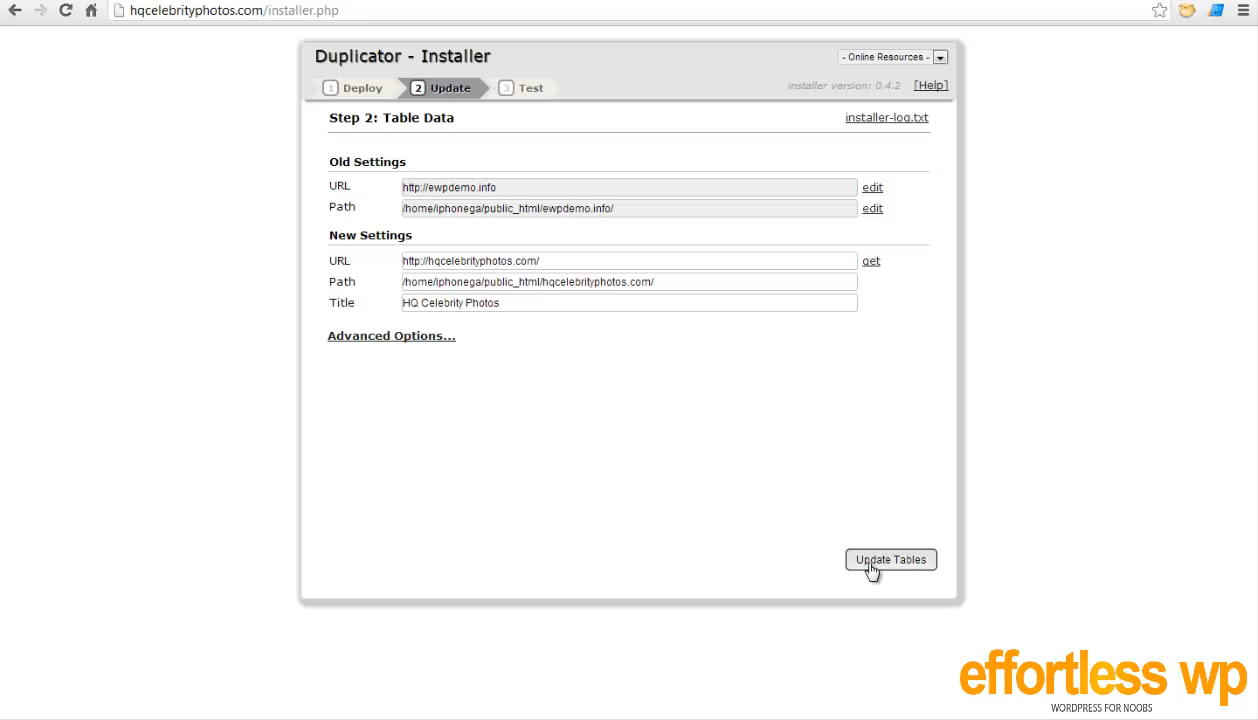 hqcelebrityphotos.com/installer.php
Duplicator - Installer
- Online Resources -
1 Deploy 2 Update 3 Test
installer version: 0.4.2 [Help]
Step 2: Table Data
installer-log.txt
Old Settings
URL http://ewpdemo.info edit
Path /home/iphonega/public_html/ewpdemo.info/ edit
New Settings
URL http://hqcelebrityphotos.com/ get
Path /home/iphonega/public_html/hqcelebrityphotos.com/
Title HQ Celebrity Photos
Advanced Options...
Update Tables
effortless wp
WORDPRESS FOR NOOBS